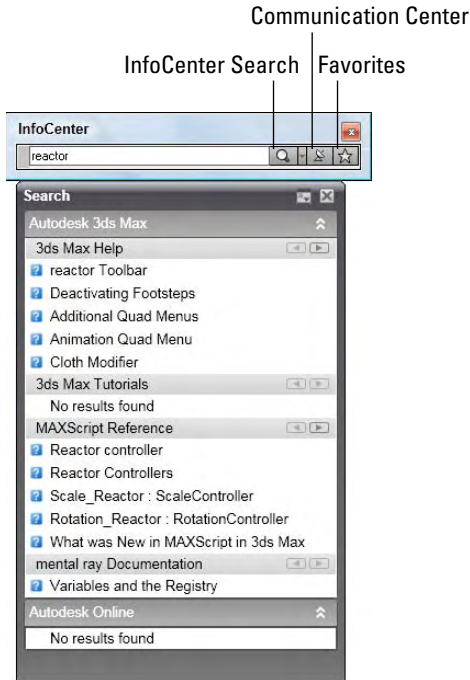 Communication Center
InfoCenter Search
Favorites
InfoCenter
reactor
Search
Autodesk 3ds Max
3ds Max Help
reactor Toolbar
Deactivating Footsteps
Additional Quad Menus
Animation Quad Menu
Cloth Modifier
3ds Max Tutorials
No results found
MAXScript Reference
Reactor controller
Reactor Controllers
Scale_Reactor : ScaleController
Rotation_Reactor : RotationController
What was New in MAXScript in 3ds Max
mental ray Documentation
Variables and the Registry
Autodesk Online
No results found